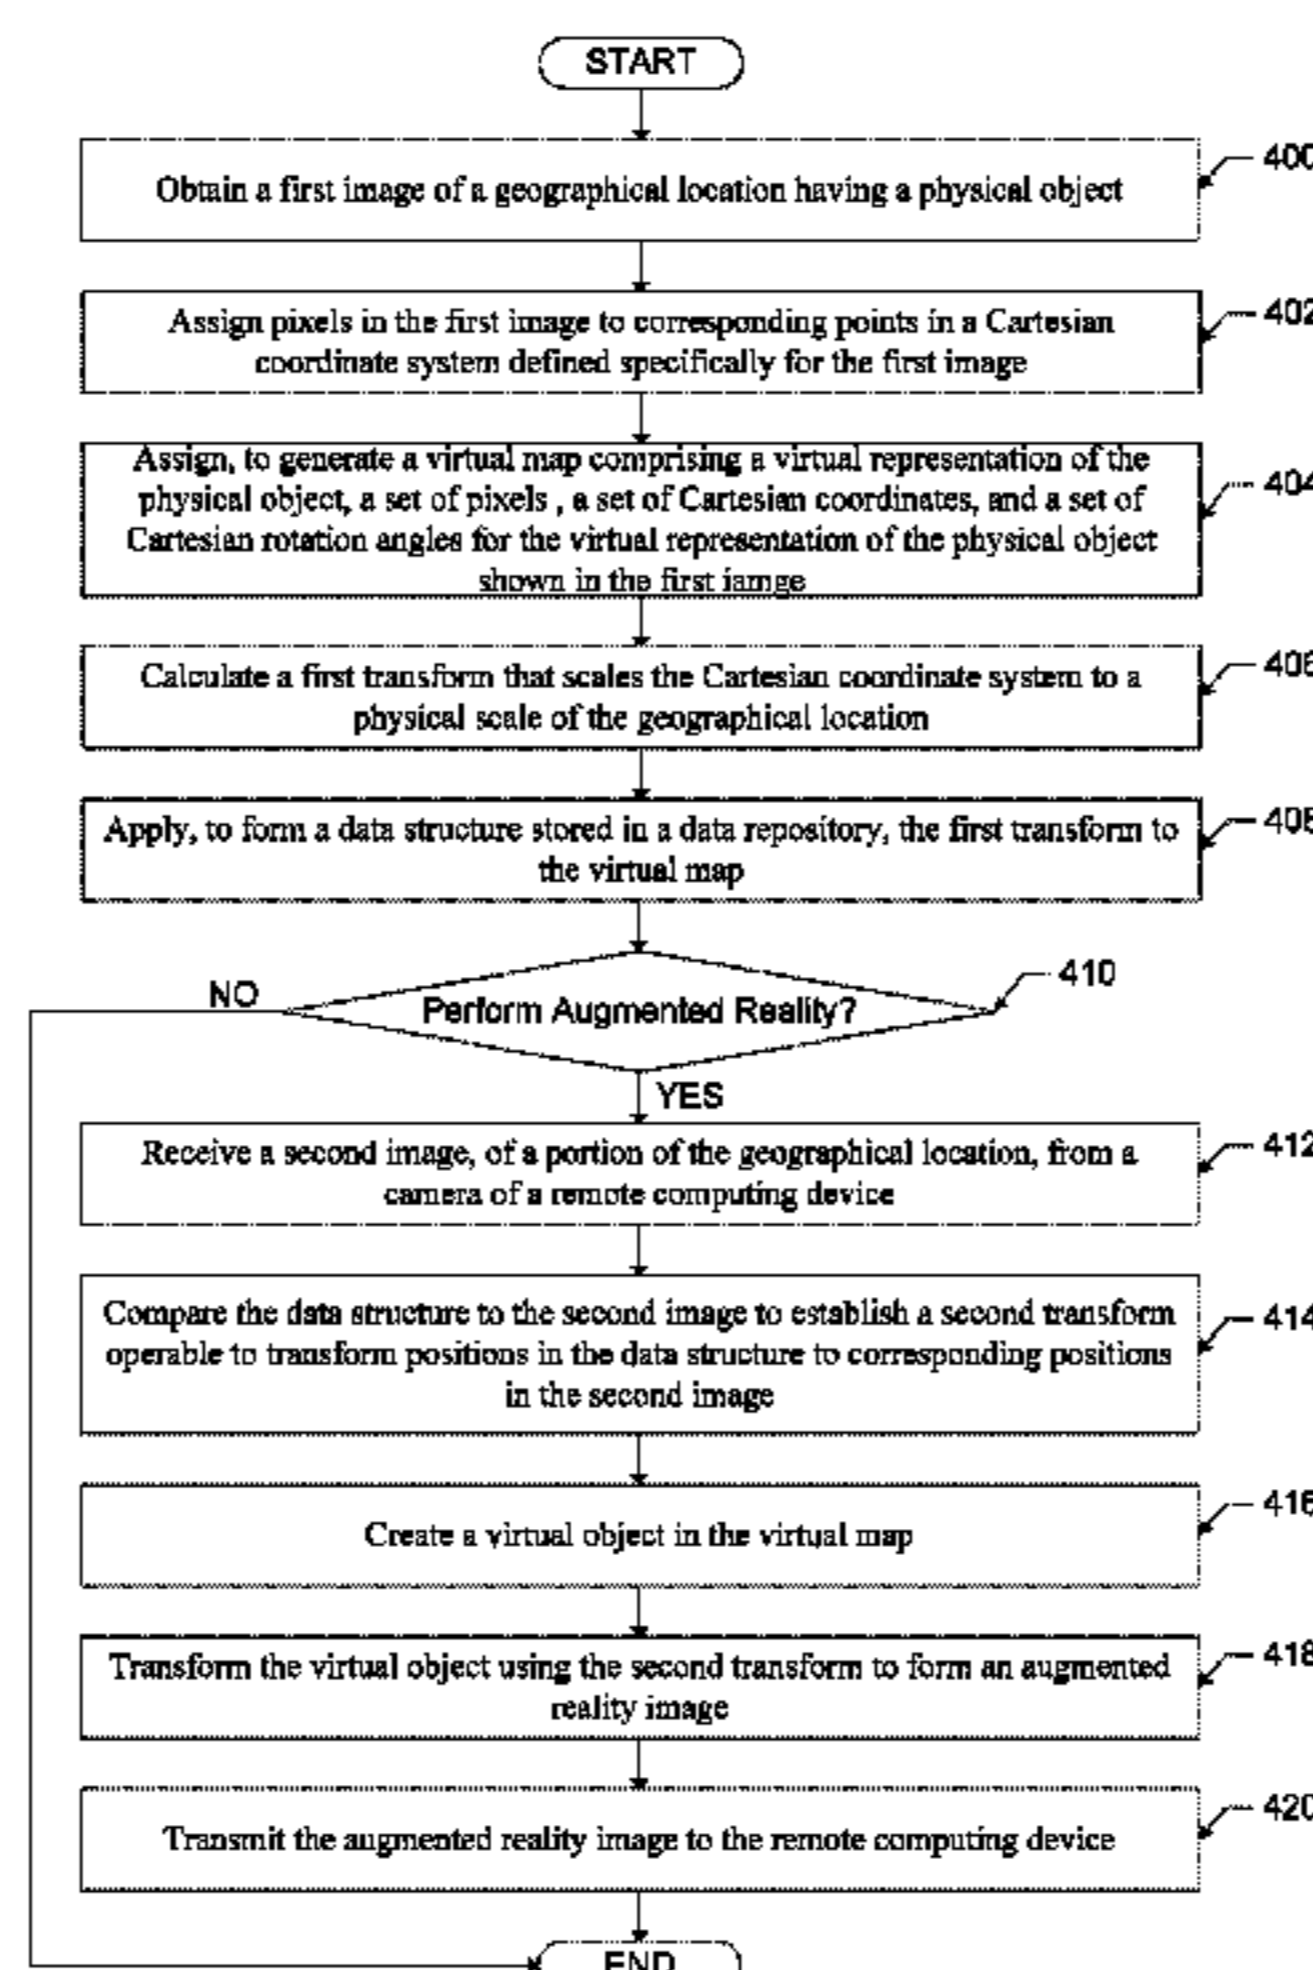 START
Obtain a first image of a geographical location having a physical object
400
Assign pixels in the first image to corresponding points in a Cartesian
coordinate system defined specifically for the first image
402
Assign, to generate a virtual map comprising a virtual representation of the
physical object, a set of pixels , a set of Cartesian coordinates, and a set of
Cartesian rotation angles for the virtual representation of the physical object
shown in the first iamge
404
Calculate a first transform that scales the Cartesian coordinate system to a
physical scale of the geographical location
406
Apply, to form a data structure stored in a data repository, the first transform to
the virtual map
408
Perform Augmented Reality?
410
NO
YES
Receive a second image, of a portion of the geographical location, from a
camera of a remote computing device
412
Compare the data structure to the second image to establish a second transform
operable to transform positions in the data structure to corresponding positions
in the second image
414
Create a virtual object in the virtual map
416
Transform the virtual object using the second transform to form an augmented
reality image
418
Transmit the augmented reality image to the remote computing device
420
END